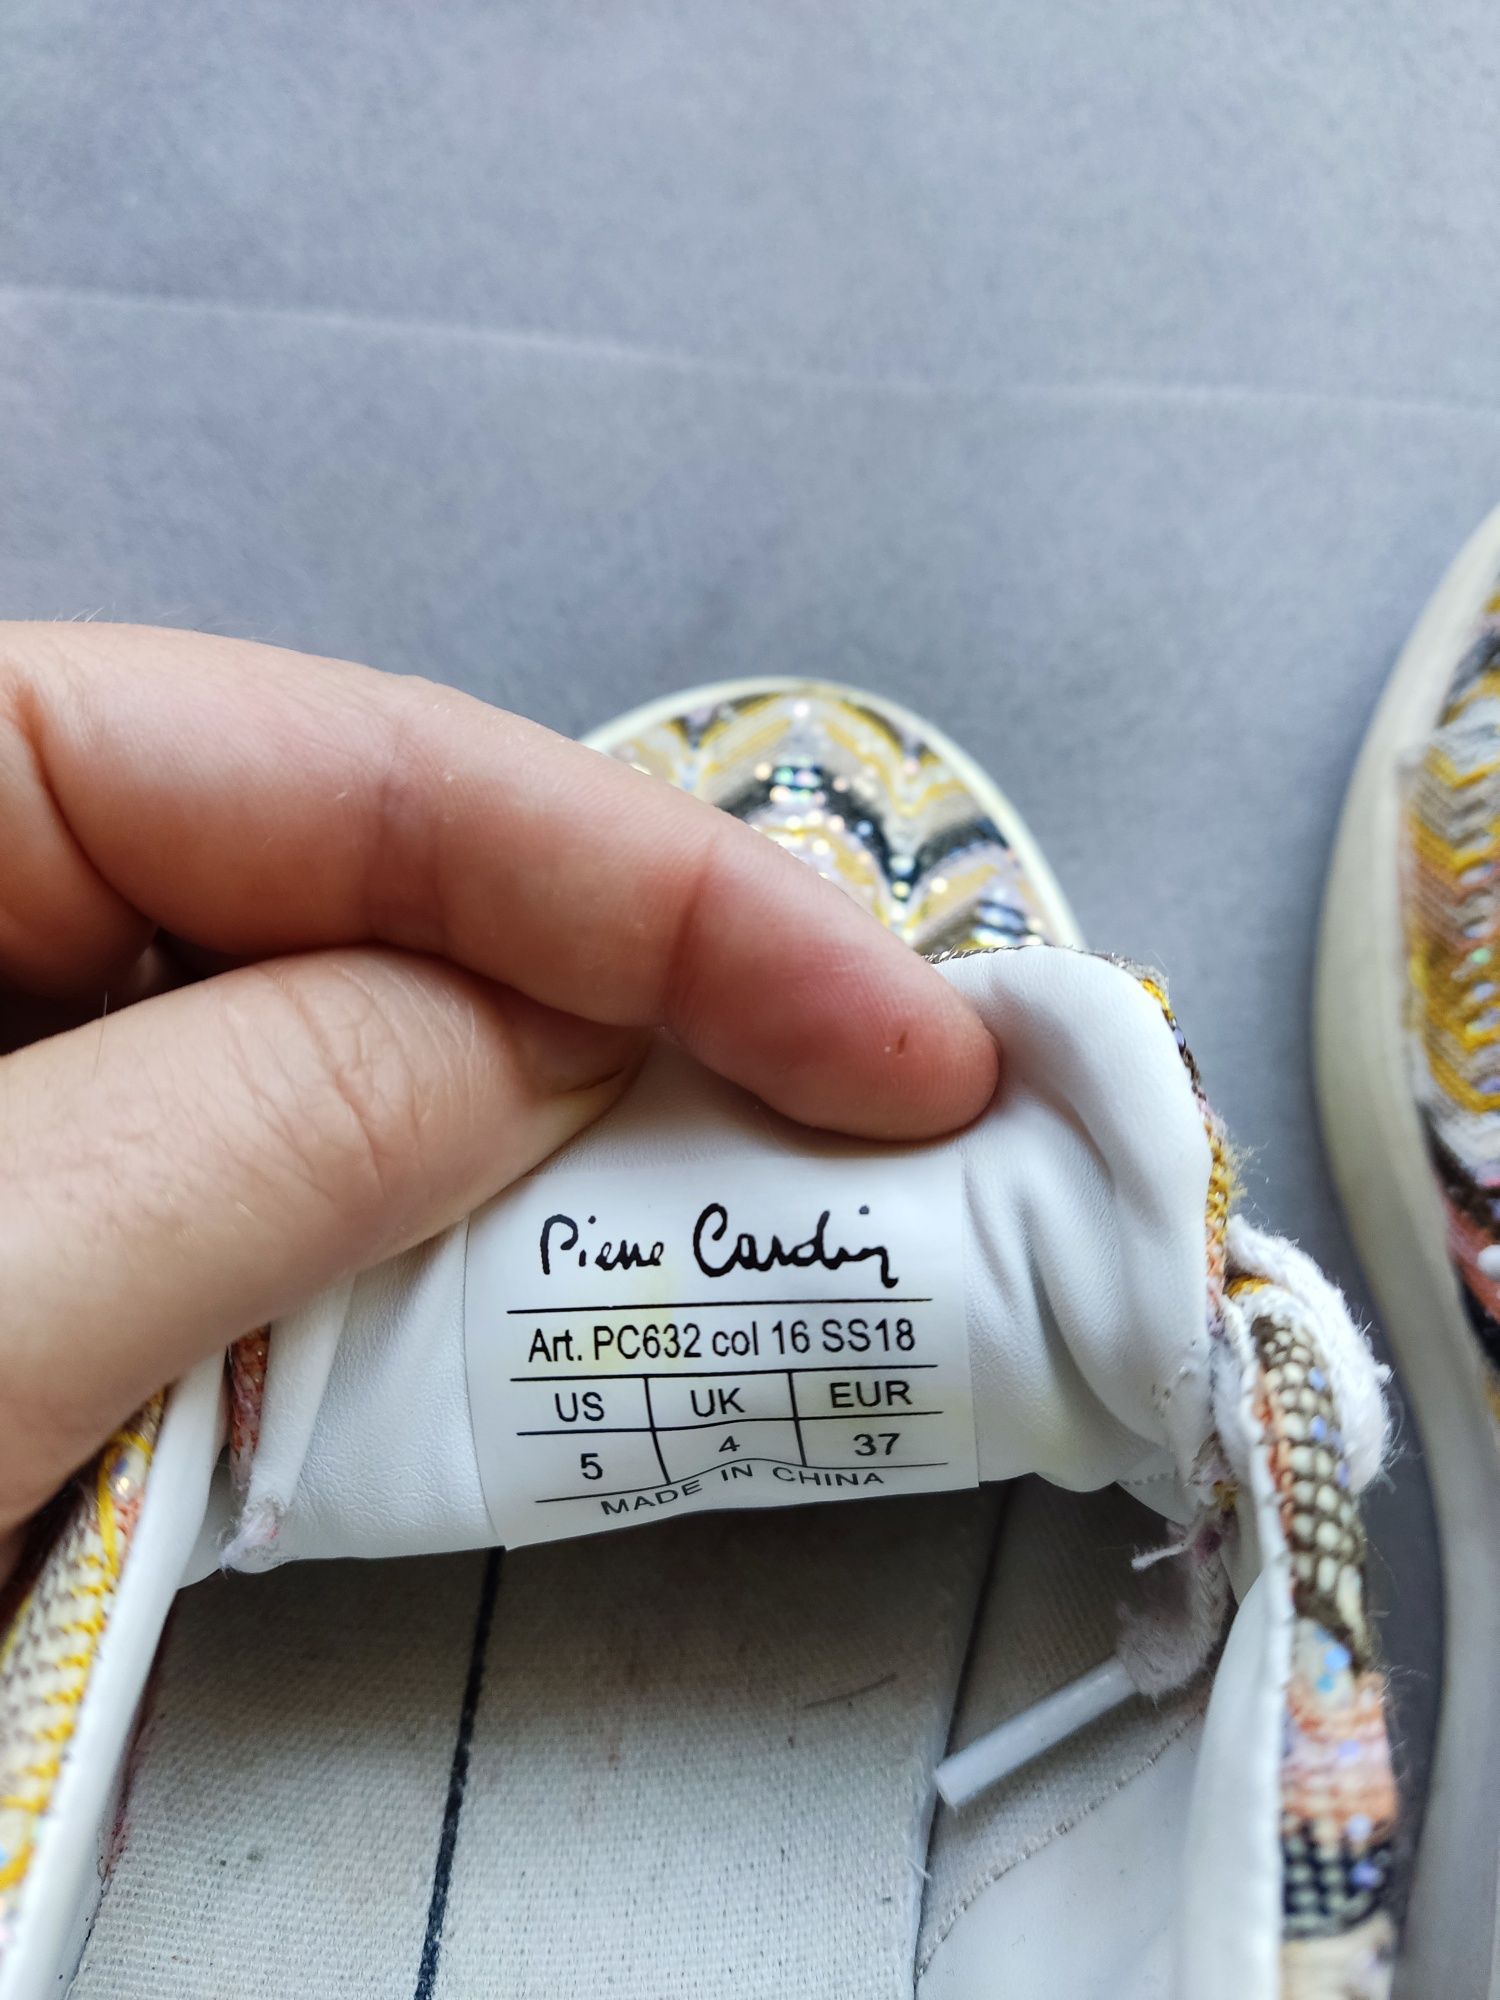 Pierre Cardin
Art. PC632 col 16 SS18
US UK EUR
5 4 37
MADE IN CHINA